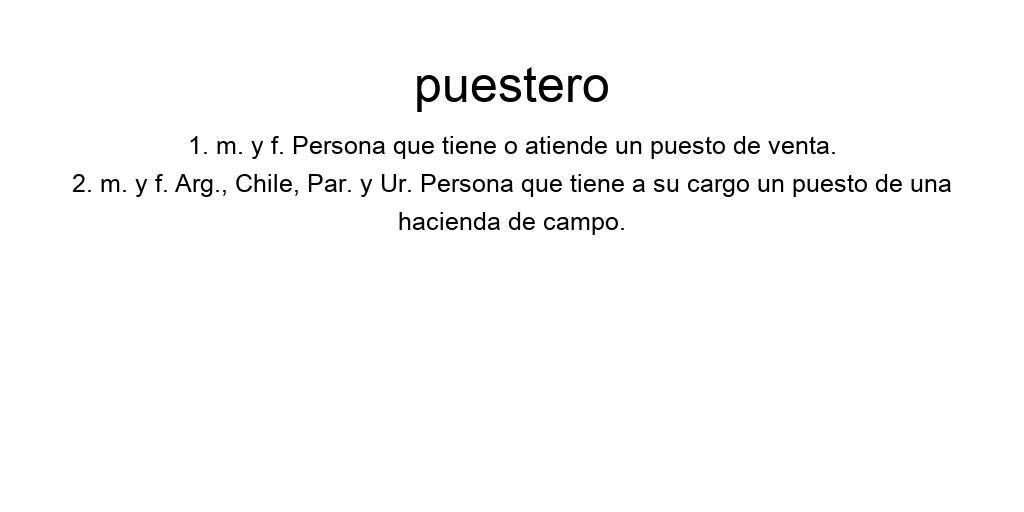 puestero
1. m. y f. Persona que tiene o atiende un puesto de venta.
2. m. y f. Arg., Chile, Par. y Ur. Persona que tiene a su cargo un puesto de una
hacienda de campo.